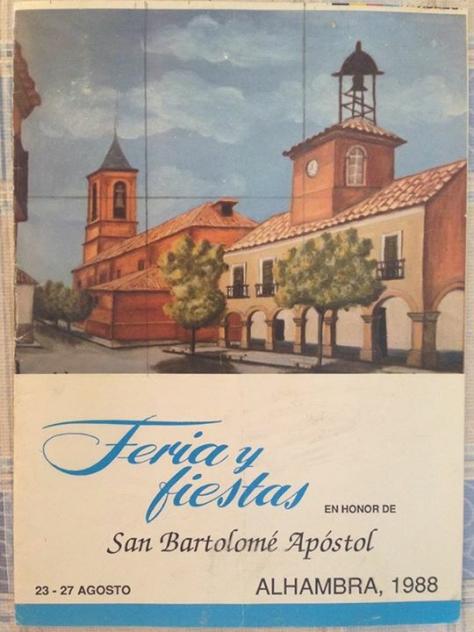 Feria y
fiestas
EN HONOR DE
San Bartolomé Apóstol
23 - 27 AGOSTO
ALHAMBRA, 1988